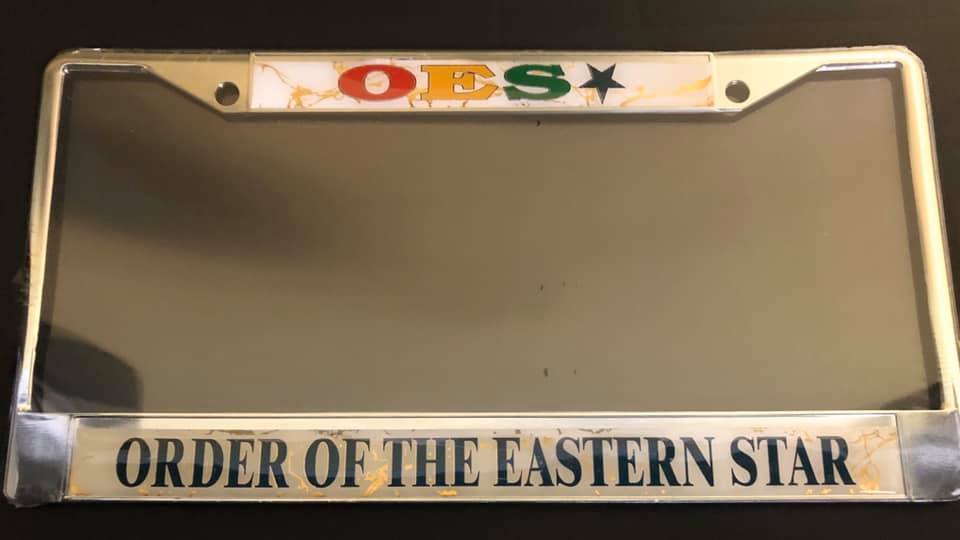 OES
ORDER OF THE EASTERN STAR